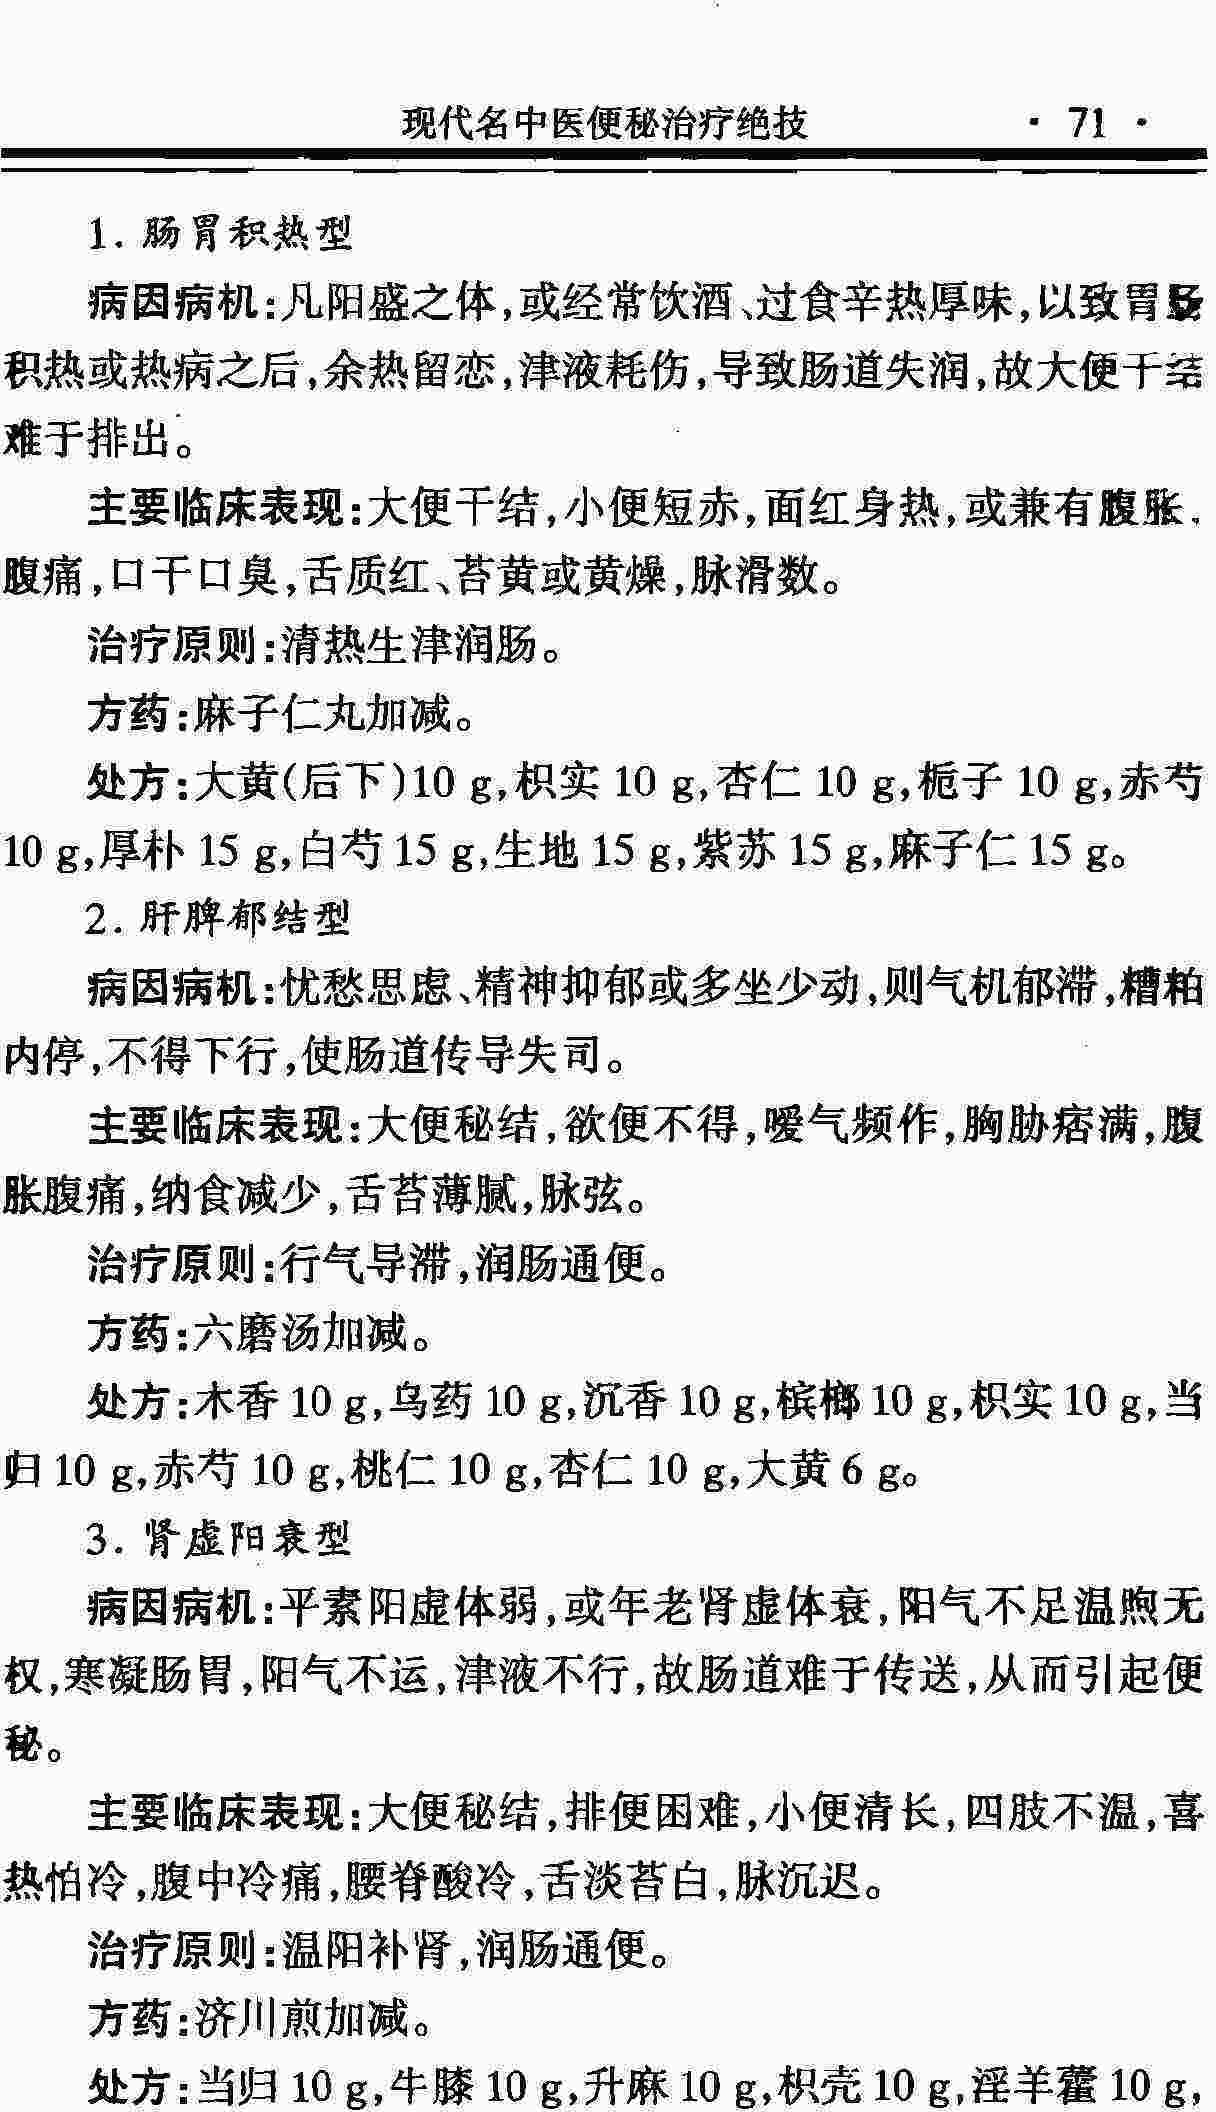 现代名中医便秘治疗绝技 · 71 ·
1. 肠胃积热型
病因病机:凡阳盛之体,或经常饮酒、过食辛热厚味,以致胃肠
积热或热病之后,余热留恋,津液耗伤,导致肠道失润,故大便干结
难于排出。
主要临床表现:大便干结,小便短赤,面红身热,或兼有腹胀、
腹痛,口干口臭,舌质红、苔黄或黄燥,脉滑数。
治疗原则:清热生津润肠。
方药:麻子仁丸加减。
处方:大黄(后下)10 g,枳实 10 g,杏仁 10 g,栀子 10 g,赤芍
10 g,厚朴 15 g,白芍 15 g,生地 15 g,紫苏 15 g,麻子仁 15 g。
2. 肝脾郁结型
病因病机:忧愁思虑、精神抑郁或多坐少动,则气机郁滞,糟粕
内停,不得下行,使肠道传导失司。
主要临床表现:大便秘结,欲便不得,嗳气频作,胸胁痞满,腹
胀腹痛,纳食减少,舌苔薄腻,脉弦。
治疗原则:行气导滞,润肠通便。
方药:六磨汤加减。
处方:木香 10 g,乌药 10 g,沉香 10 g,槟榔 10 g,枳实 10 g,当
归 10 g,赤芍 10 g,桃仁 10 g,杏仁 10 g,大黄 6 g。
3. 肾虚阳衰型
病因病机:平素阳虚体弱,或年老肾虚体衰,阳气不足温煦无
权,寒凝肠胃,阳气不运,津液不行,故肠道难于传送,从而引起便
秘。
主要临床表现:大便秘结,排便困难,小便清长,四肢不温,喜
热怕冷,腹中冷痛,腰脊酸冷,舌淡苔白,脉沉迟。
治疗原则:温阳补肾,润肠通便。
方药:济川煎加减。
处方:当归 10 g,牛膝 10 g,升麻 10 g,枳壳 10 g,淫羊藿 10 g,